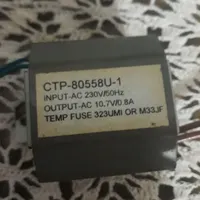 CTP-80558U-1
INPUT-AC 230V/50Hz
OUTPUT-AC 10.7V/0.8A
TEMP FUSE 323UMI OR M33JF